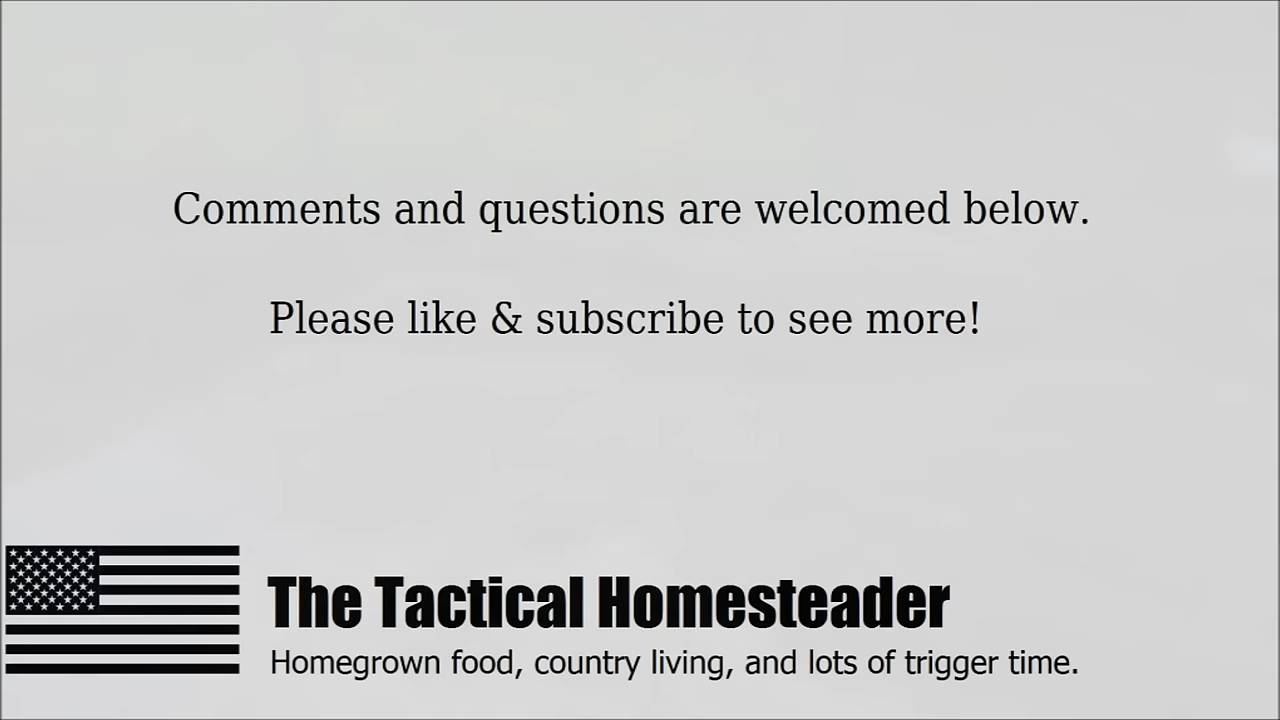 Comments and questions are welcomed below.
Please like & subscribe to see more!
The Tactical Homesteader
Homegrown food, country living, and lots of trigger time.